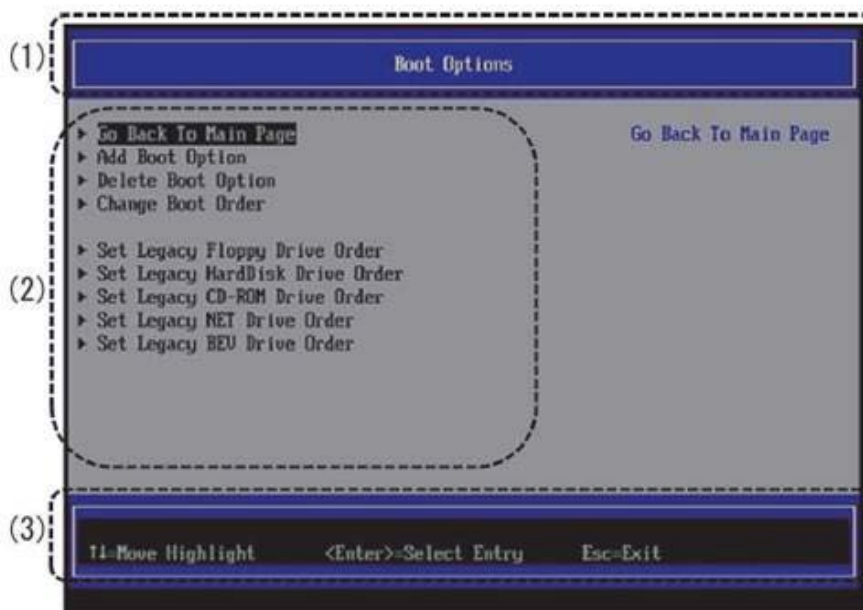 (1)
Boot Options
(2)
▶ Go Back To Main Page
Go Back To Main Page
▶ Add Boot Option
▶ Delete Boot Option
▶ Change Boot Order
▶ Set Legacy Floppy Drive Order
▶ Set Legacy HardDisk Drive Order
▶ Set Legacy CD-ROM Drive Order
▶ Set Legacy NET Drive Order
▶ Set Legacy BEV Drive Order
(3)
↑↓=Move Highlight <Enter>=Select Entry Esc=Exit